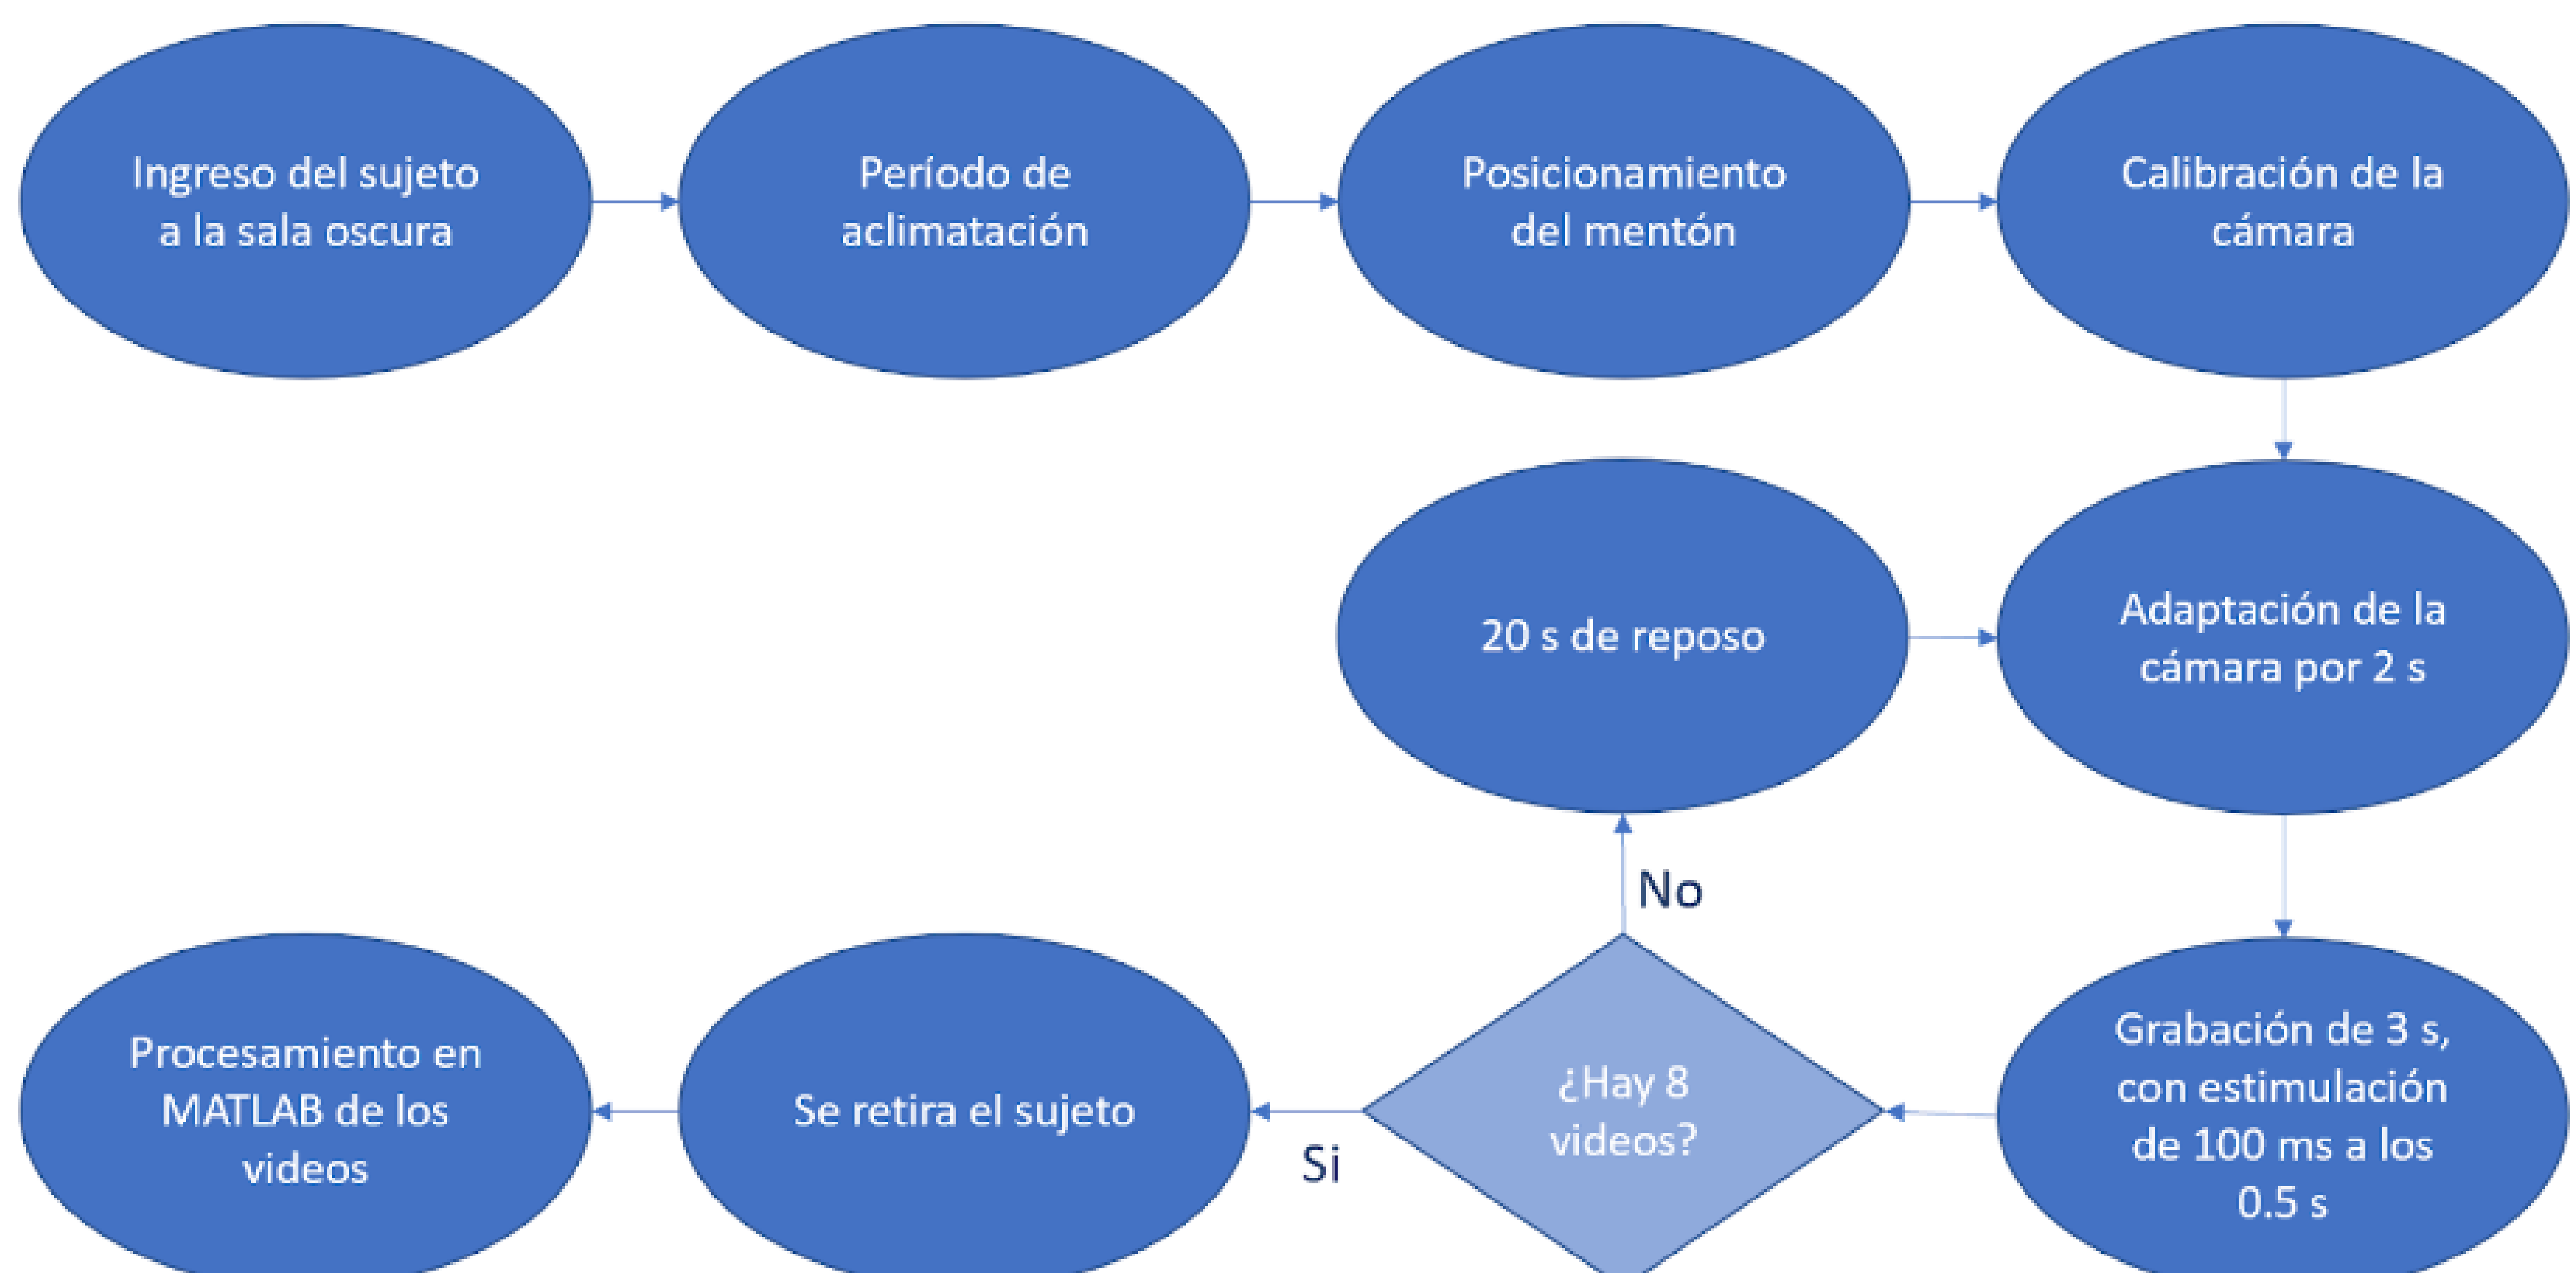 Ingreso del sujeto
a la sala oscura
Período de
aclimatación
Posicionamiento
del mentón
Calibración de la
cámara
20 s de reposo
Adaptación de la
cámara por 2 s
No
Procesamiento en
MATLAB de los
videos
Se retira el sujeto
Si
¿Hay 8
videos?
Grabación de 3 s,
con estimulación
de 100 ms a los
0.5 s